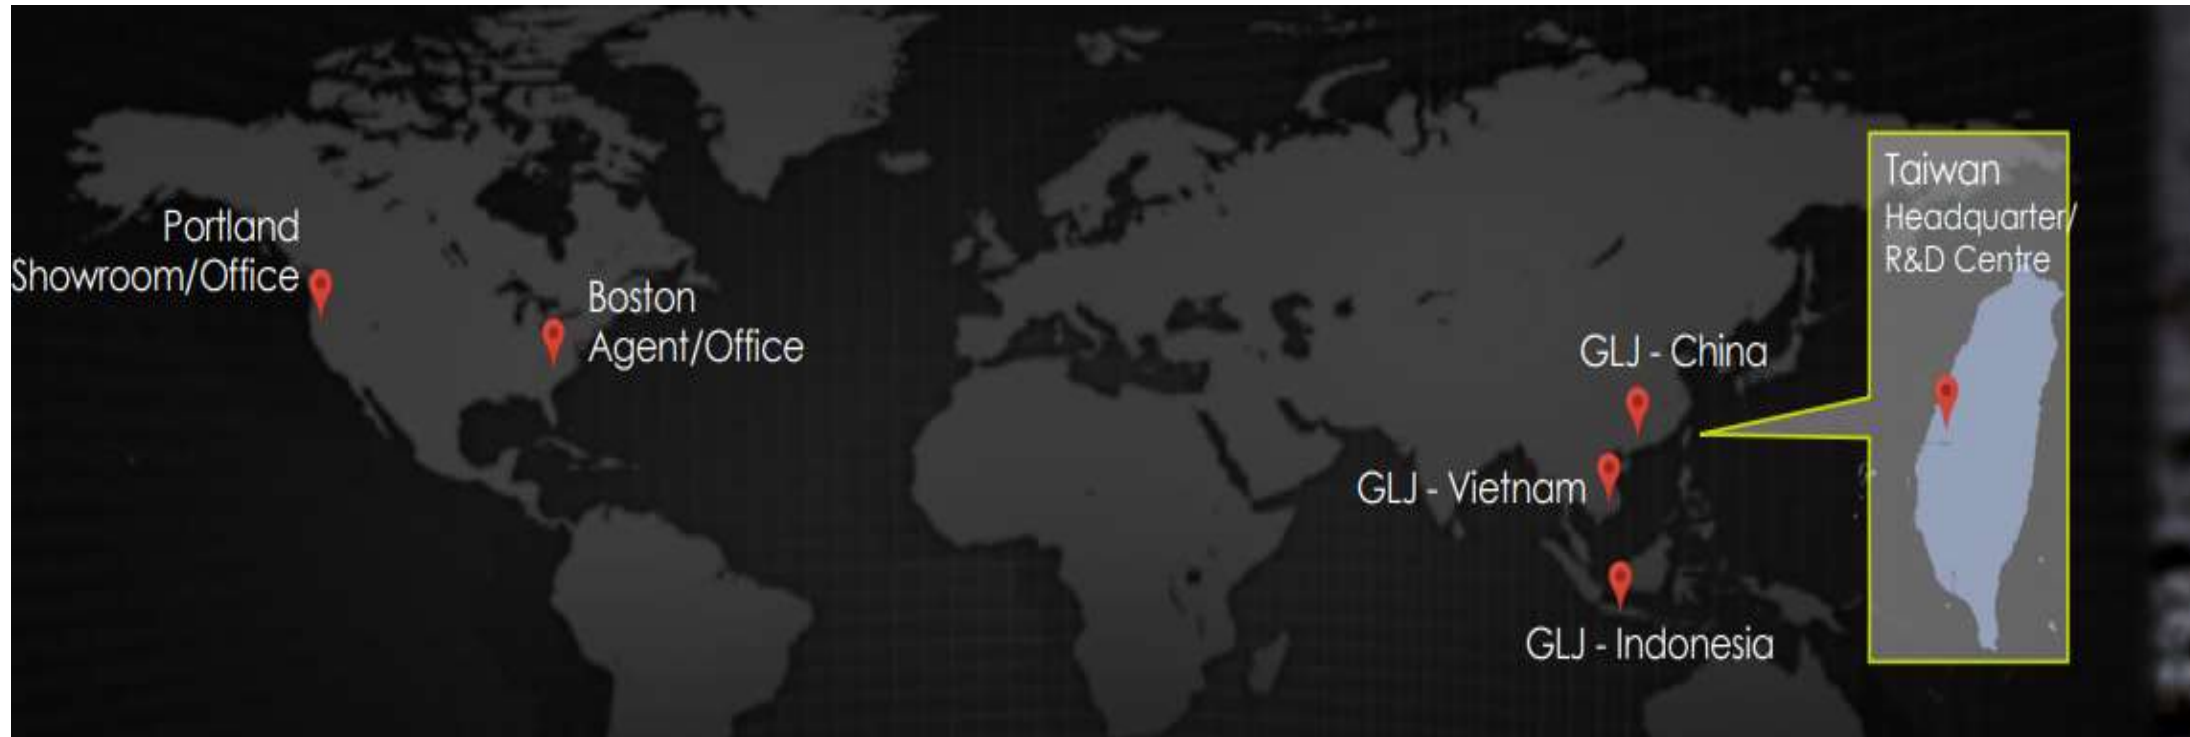 Portland
Showroom/Office
Boston
Agent/Office
GLJ - China
GLJ - Vietnam
GLJ - Indonesia
Taiwan
Headquarter/
R&D Centre